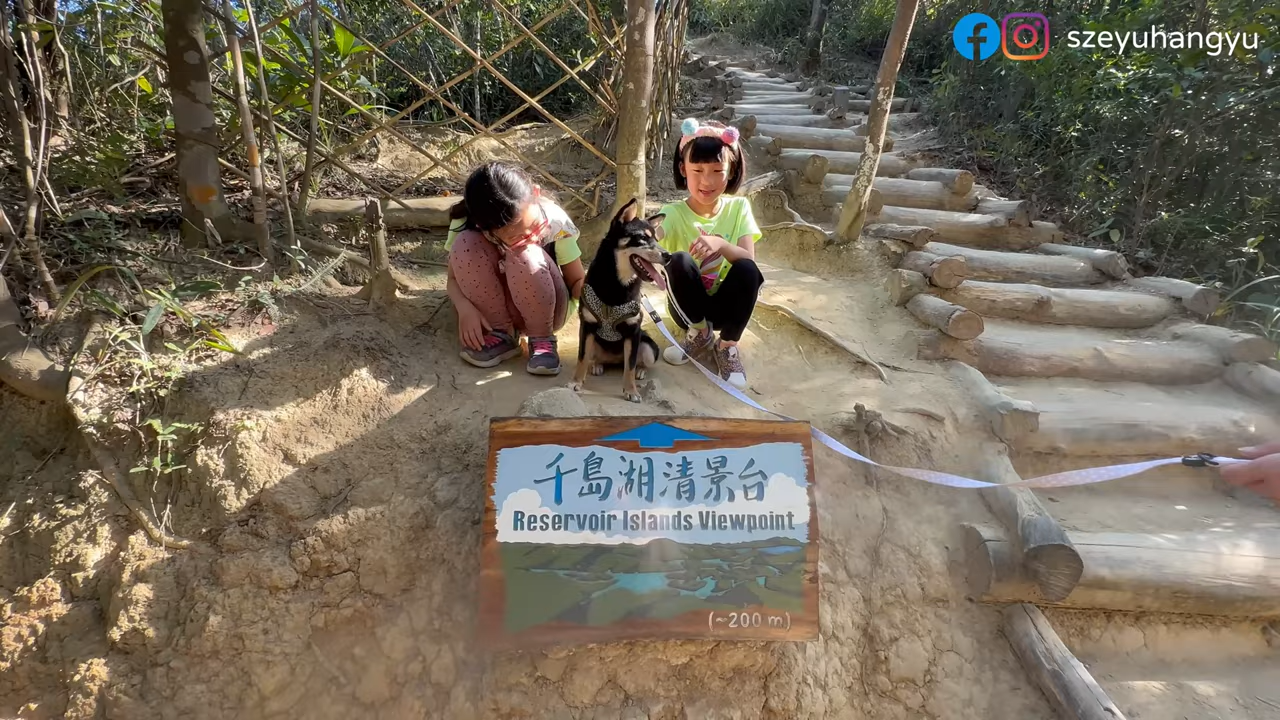 szeyuhangyu
千島湖清景台
Reservoir Islands Viewpoint
(~200 m)